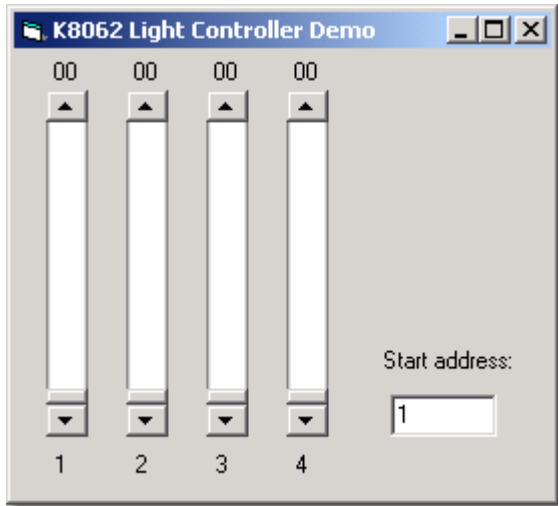 K8062 Light Controller Demo
00 00 00 00
Start address:
1
1 2 3 4